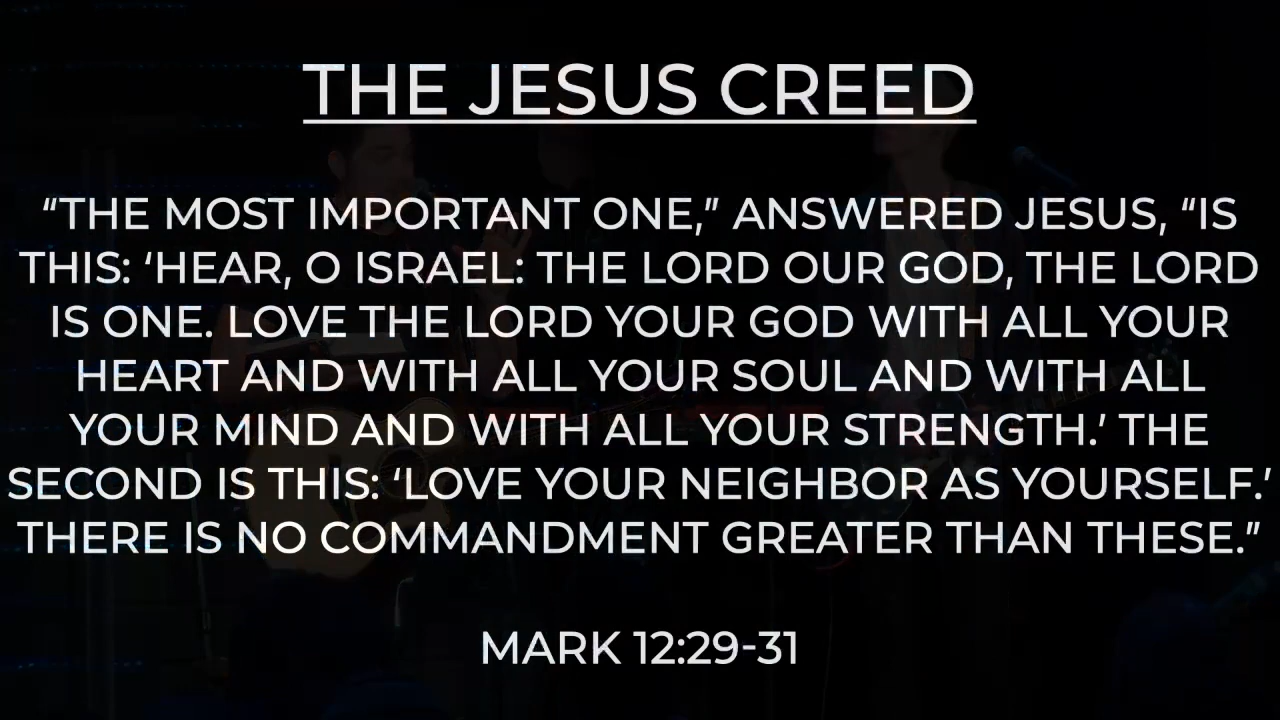 THE JESUS CREED
“THE MOST IMPORTANT ONE,” ANSWERED JESUS, “IS
THIS: ‘HEAR, O ISRAEL: THE LORD OUR GOD, THE LORD
IS ONE. LOVE THE LORD YOUR GOD WITH ALL YOUR
HEART AND WITH ALL YOUR SOUL AND WITH ALL
YOUR MIND AND WITH ALL YOUR STRENGTH.’ THE
SECOND IS THIS: ‘LOVE YOUR NEIGHBOR AS YOURSELF.’
THERE IS NO COMMANDMENT GREATER THAN THESE.”
MARK 12:29-31